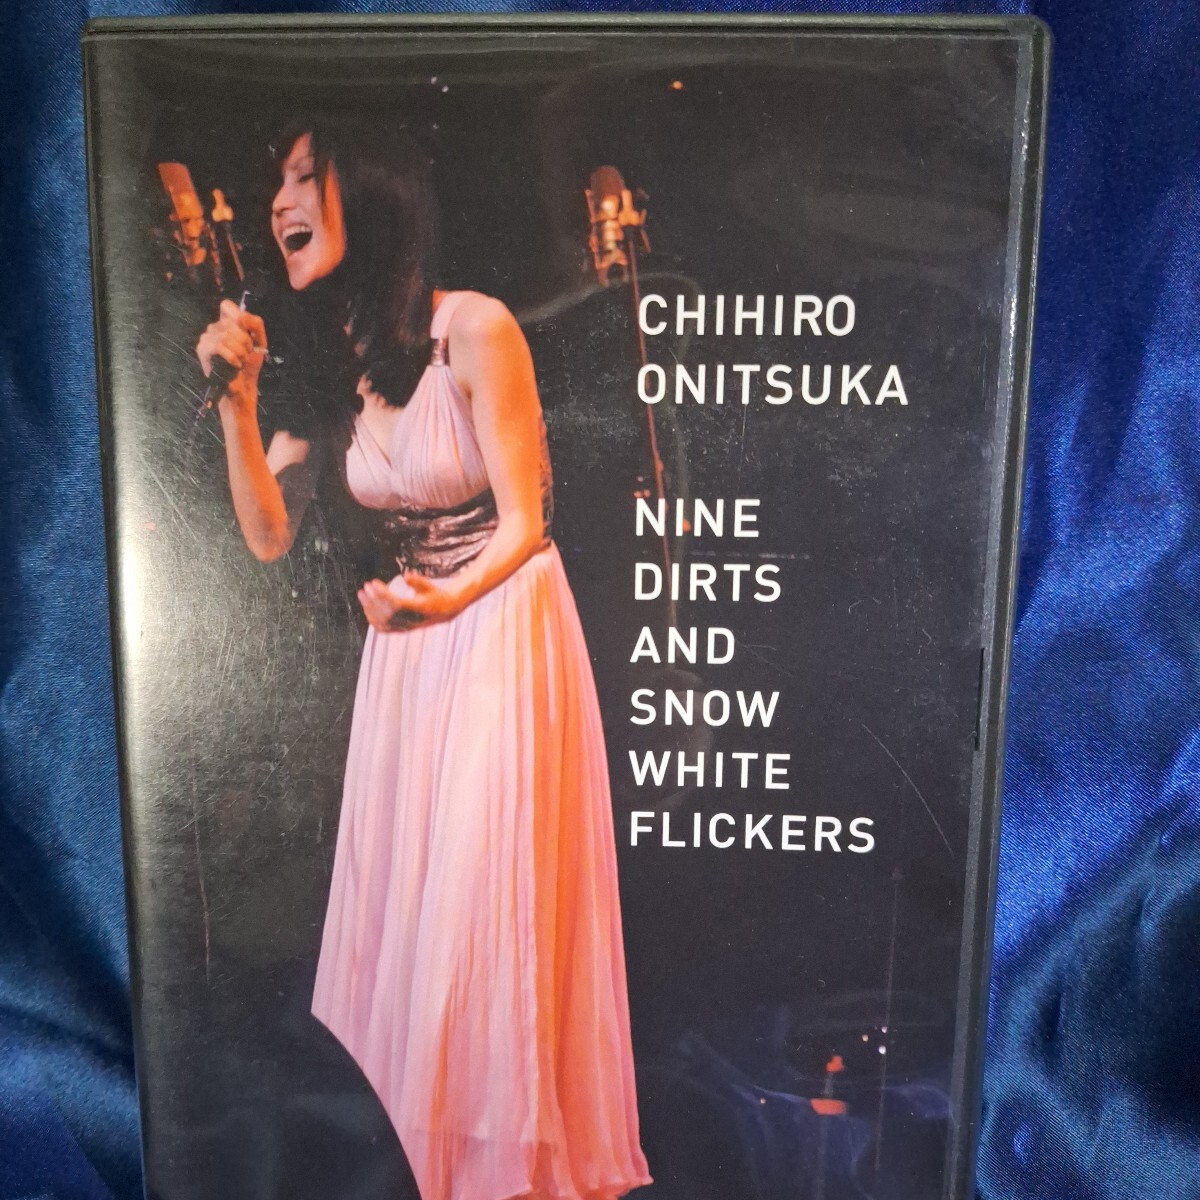 CHIHIRO
ONITSUKA
NINE
DIRTS
AND
SNOW
WHITE
FLICKERS